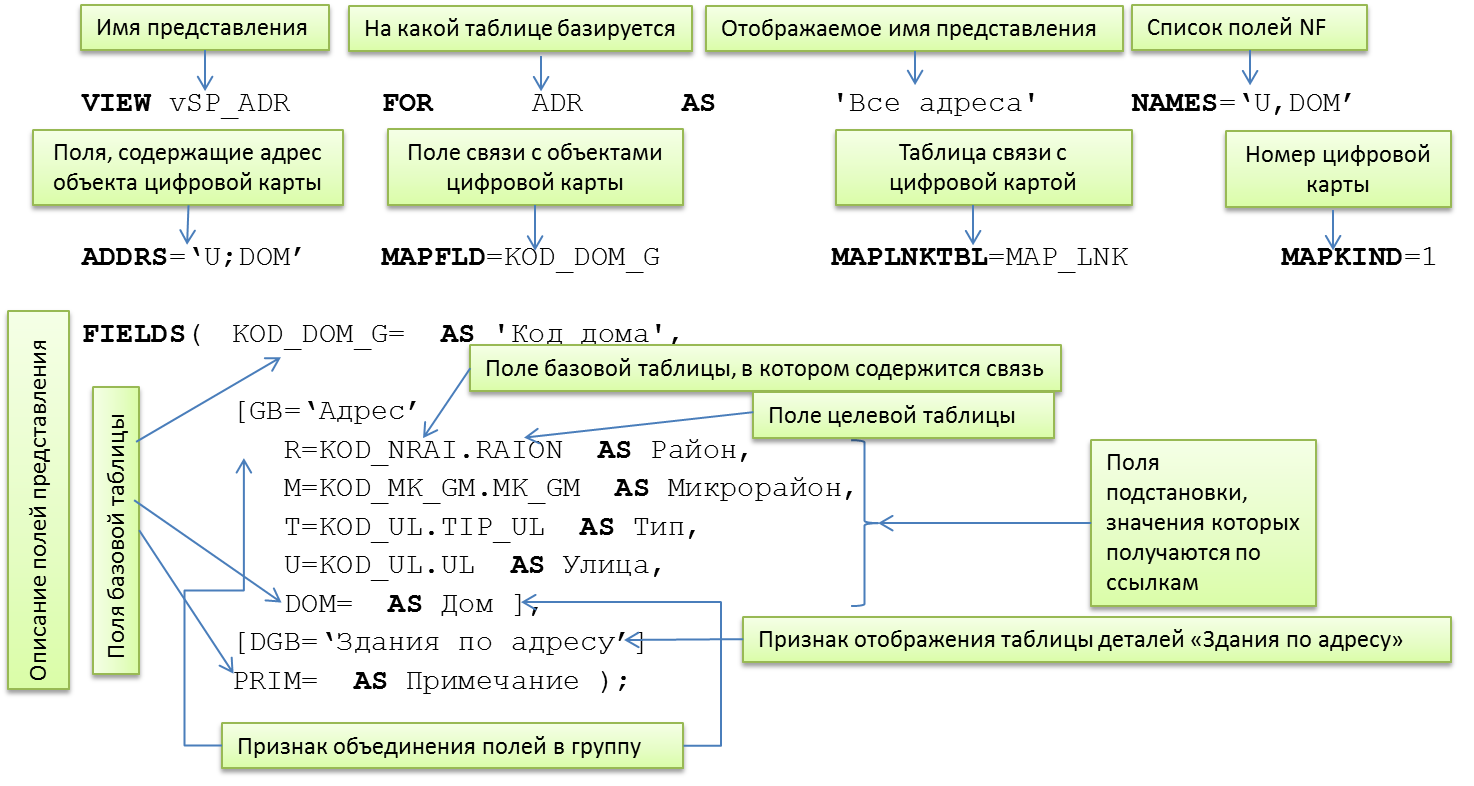 Имя представления
На какой таблице базируется
Отображаемое имя представления
Список полей NF
VIEW vSP_ADR FOR ADR AS 'Все адреса' NAMES=‘U,DOM’
Поля, содержащие адрес
объекта цифровой карты
Поле связи с объектами
цифровой карты
Таблица связи с
цифровой картой
Номер цифровой
карты
ADDRS=‘U;DOM’ MAPFLD=KOD_DOM_G MAPLNKTBL=MAP_LNK MAPKIND=1
Описание полей представления
Поля базовой таблицы
FIELDS( KOD_DOM_G= AS 'Код дома',
Поле базовой таблицы, в котором содержится связь
[GB=‘Адрес’
Поле целевой таблицы
R=KOD_NRAI.RAION AS Район,
M=KOD_MK_GM.MK_GM AS Микрорайон,
T=KOD_UL.TIP_UL AS Тип,
U=KOD_UL.UL AS Улица,
DOM= AS Дом ],
Поля
подстановки,
значения которых
получаются по
ссылкам
[DGB=‘Здания по адресу’]
Признак отображения таблицы деталей «Здания по адресу»
PRIM= AS Примечание );
Признак объединения полей в группу